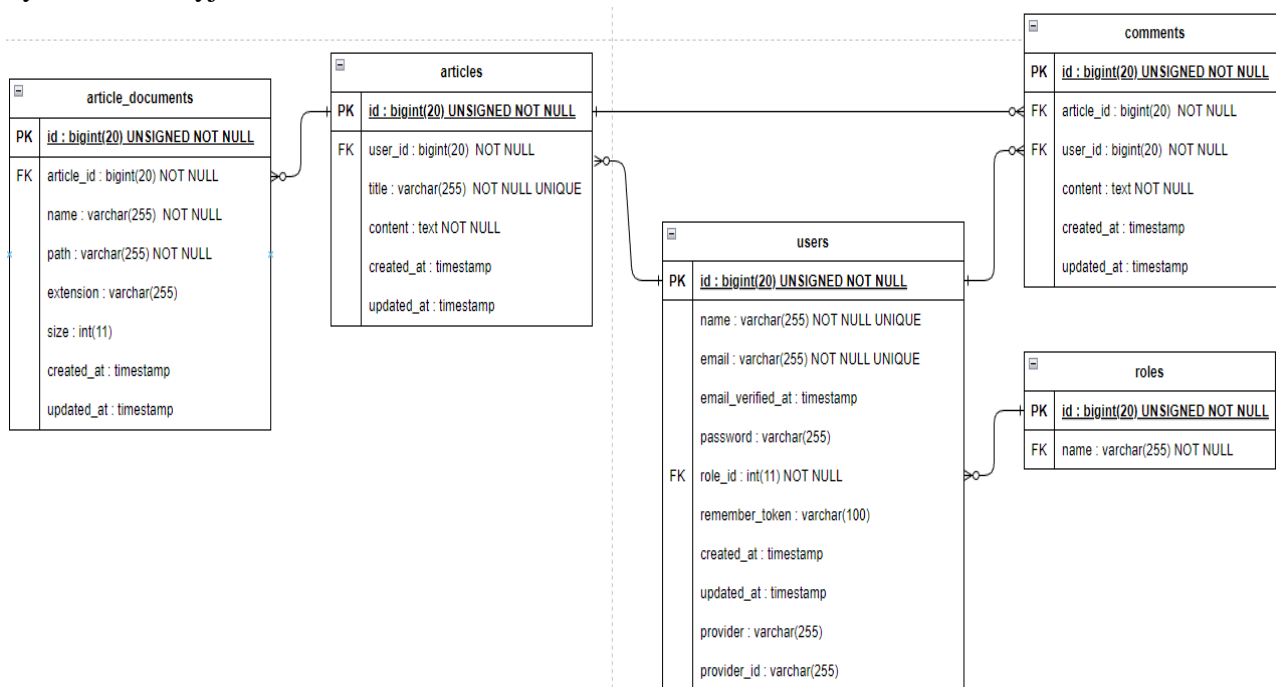 article_documents
PK id : bigint(20) UNSIGNED NOT NULL
FK article_id : bigint(20) NOT NULL
name : varchar(255) NOT NULL
path : varchar(255) NOT NULL
extension : varchar(255)
size : int(11)
created_at : timestamp
updated_at : timestamp
articles
PK id : bigint(20) UNSIGNED NOT NULL
FK user_id : bigint(20) NOT NULL
title : varchar(255) NOT NULL UNIQUE
content : text NOT NULL
created_at : timestamp
updated_at : timestamp
users
PK id : bigint(20) UNSIGNED NOT NULL
name : varchar(255) NOT NULL UNIQUE
email : varchar(255) NOT NULL UNIQUE
email_verified_at : timestamp
password : varchar(255)
FK role_id : int(11) NOT NULL
remember_token : varchar(100)
created_at : timestamp
updated_at : timestamp
provider : varchar(255)
provider_id : varchar(255)
comments
PK id : bigint(20) UNSIGNED NOT NULL
FK article_id : bigint(20) NOT NULL
FK user_id : bigint(20) NOT NULL
content : text NOT NULL
created_at : timestamp
updated_at : timestamp
roles
PK id : bigint(20) UNSIGNED NOT NULL
FK name : varchar(255) NOT NULL